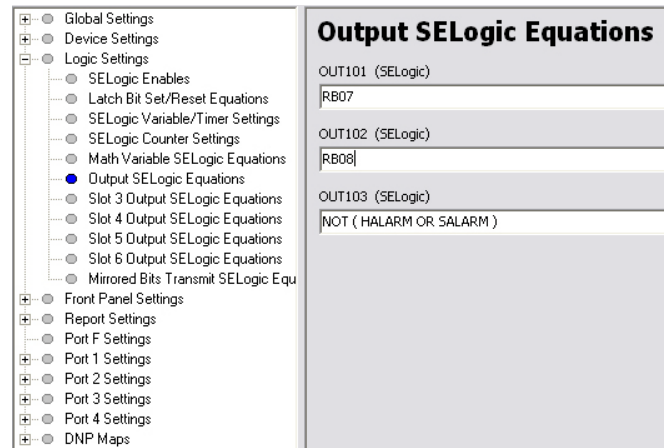 Global Settings
Device Settings
Logic Settings
SELogic Enables
Latch Bit Set/Reset Equations
SELogic Variable/Timer Settings
SELogic Counter Settings
Math Variable SELogic Equations
Output SELogic Equations
Slot 3 Output SELogic Equations
Slot 4 Output SELogic Equations
Slot 5 Output SELogic Equations
Slot 6 Output SELogic Equations
Mirrored Bits Transmit SELogic Equ
Front Panel Settings
Report Settings
Port F Settings
Port 1 Settings
Port 2 Settings
Port 3 Settings
Port 4 Settings
DNP Maps
Output SELogic Equations
OUT101 (SELogic)
RB07
OUT102 (SELogic)
RB08
OUT103 (SELogic)
NOT ( HALARM OR SALARM )